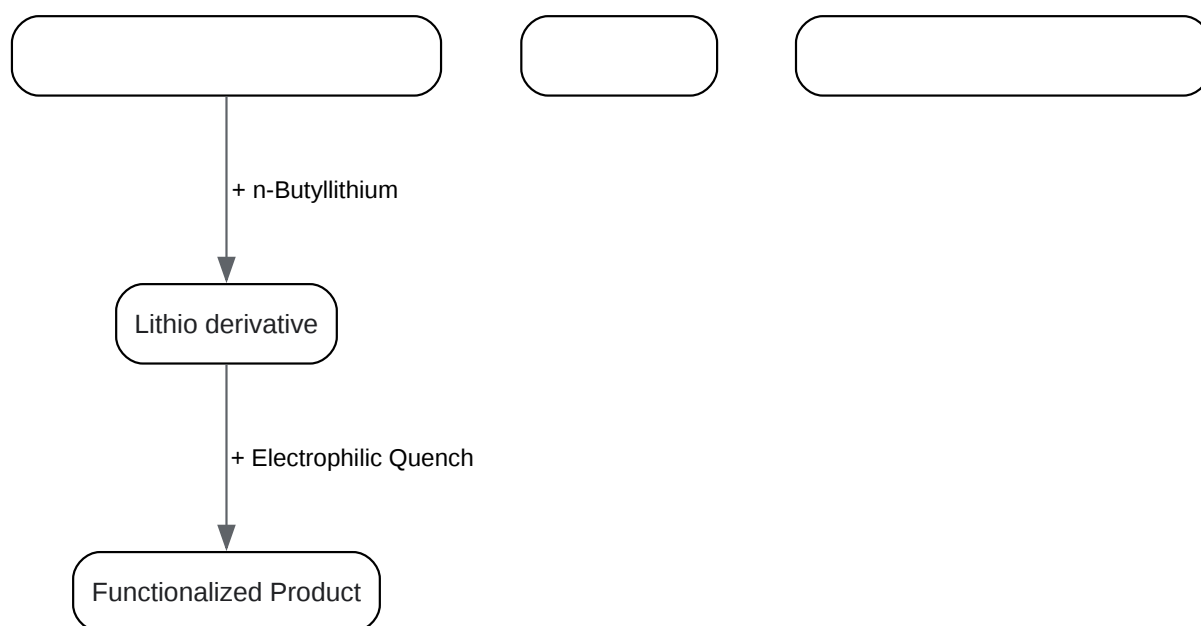 + n-Butyllithium
Lithio derivative
+ Electrophilic Quench
Functionalized Product